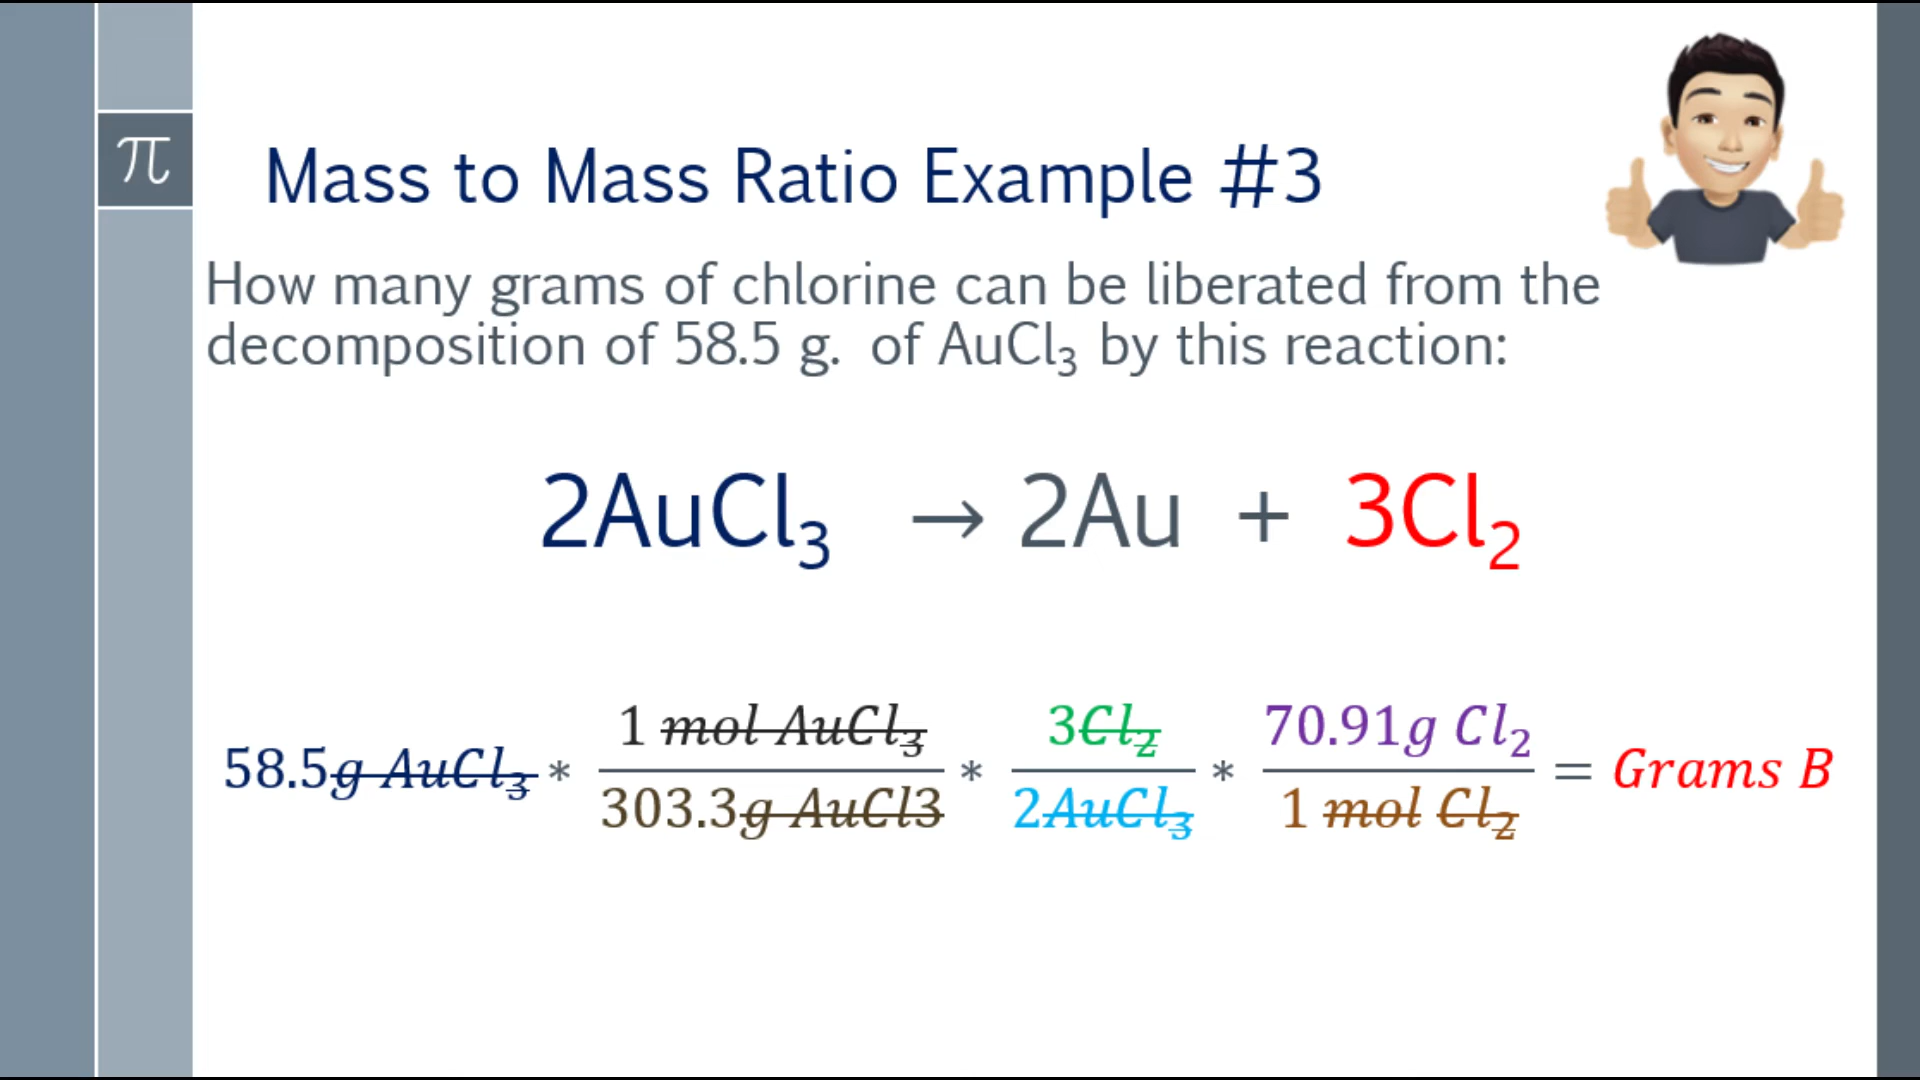 π
Mass to Mass Ratio Example #3
How many grams of chlorine can be liberated from the
decomposition of 58.5 g.  of AuCl₃ by this reaction:
2AuCl₃ → 2Au + 3Cl₂
58.5g AuCl₃ * (1 mol AuCl₃)/(303.3g AuCl3) * (3Cl₂)/(2AuCl₃) * (70.91g Cl₂)/(1 mol Cl₂) = Grams B